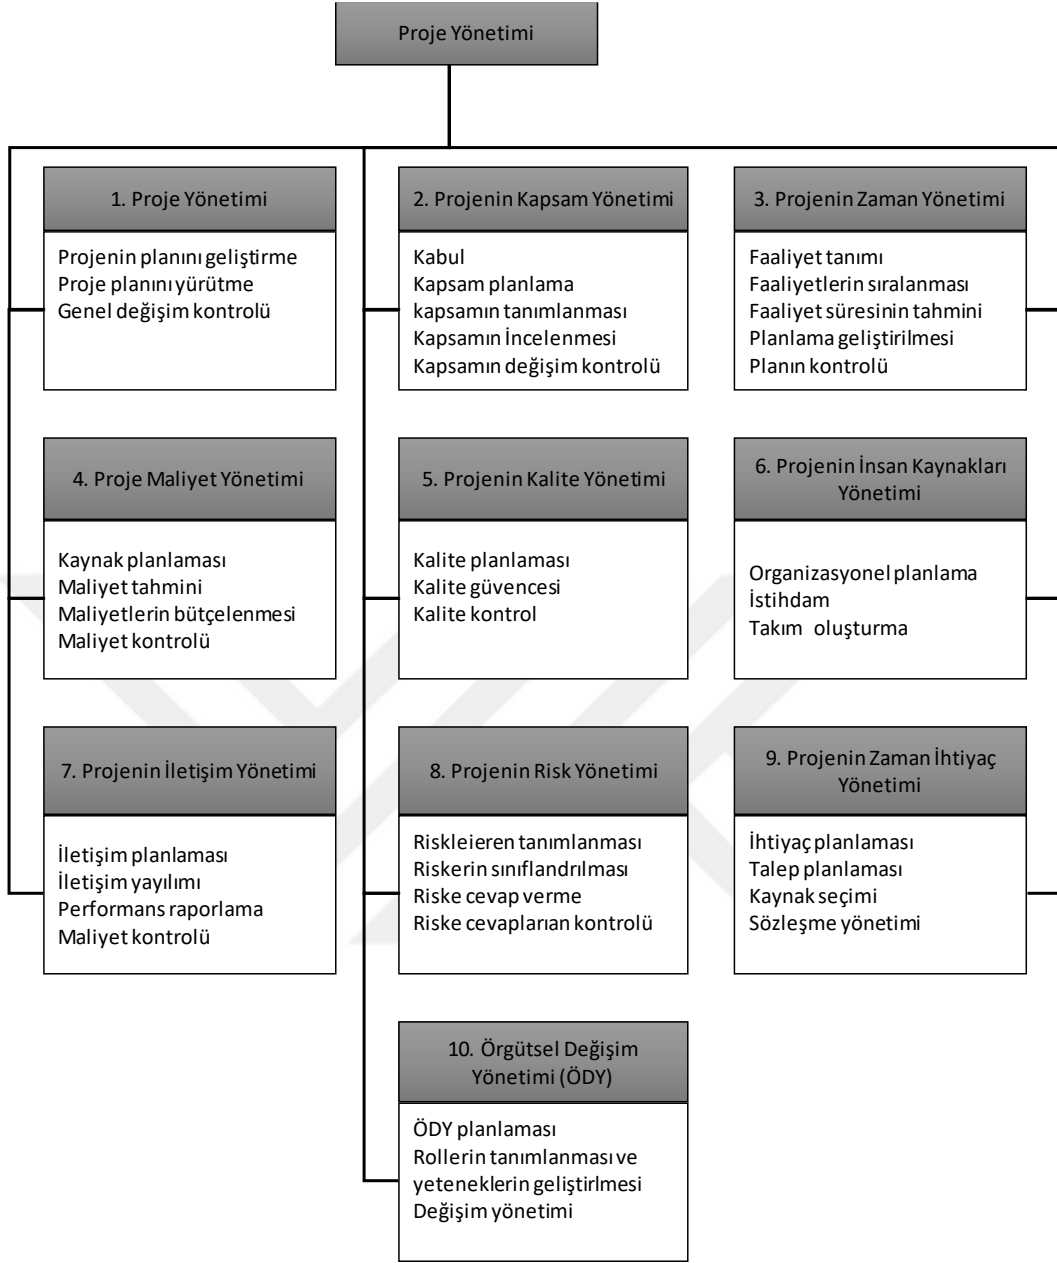 Proje Yönetimi
1. Proje Yönetimi
Projenin planını geliştirme
Proje planını yürütme
Genel değişim kontrolü
2. Projenin Kapsam Yönetimi
Kabul
Kapsam planlama
kapsamın tanımlanması
Kapsamın İncelenmesi
Kapsamın değişim kontrolü
3. Projenin Zaman Yönetimi
Faaliyet tanımı
Faaliyetlerin sıralanması
Faaliyet süresinin tahmini
Planlama geliştirilmesi
Planın kontrolü
4. Proje Maliyet Yönetimi
Kaynak planlaması
Maliyet tahmini
Maliyetlerin bütçelenmesi
Maliyet kontrolü
5. Projenin Kalite Yönetimi
Kalite planlaması
Kalite güvencesi
Kalite kontrol
6. Projenin İnsan Kaynakları
Yönetimi
Organizasyonel planlama
İstihdam
Takım oluşturma
7. Projenin İletişim Yönetimi
İletişim planlaması
İletişim yayılımı
Performans raporlama
Maliyet kontrolü
8. Projenin Risk Yönetimi
Riskleieren tanımlanması
Riskerin sınıflandrılması
Riske cevap verme
Riske cevaplarıan kontrolü
9. Projenin Zaman İhtiyaç
Yönetimi
İhtiyaç planlaması
Talep planlaması
Kaynak seçimi
Sözleşme yönetimi
10. Örgütsel Değişim
Yönetimi (ÖDY)
ÖDY planlaması
Rollerin tanımlanması ve
yeteneklerin geliştirlmesi
Değişim yönetimi